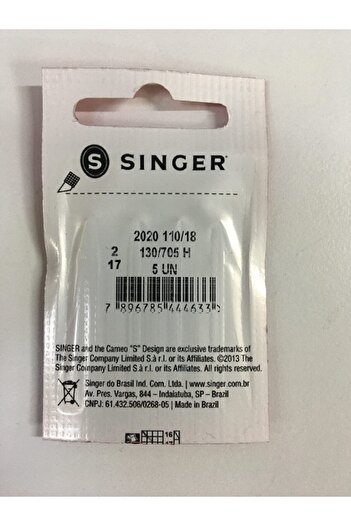 S SINGER®
2020 110/18
2 130/705 H
17 5 UN
7 896785 444633
SINGER and the Cameo "S" Design are exclusive trademarks of
The Singer Company Limited S.à r.l. or its Affiliates. ©2013 The
Singer Company Limited S.à r.l. or its Affiliates. All rights reserved.
Singer do Brasil Ind. Com. Ltda. | www.singer.com.br
Av. Pres. Vargas, 844 – Indaiatuba, SP – Brasil
CNPJ: 61.432.506/0268-05 | Made in Brazil
16